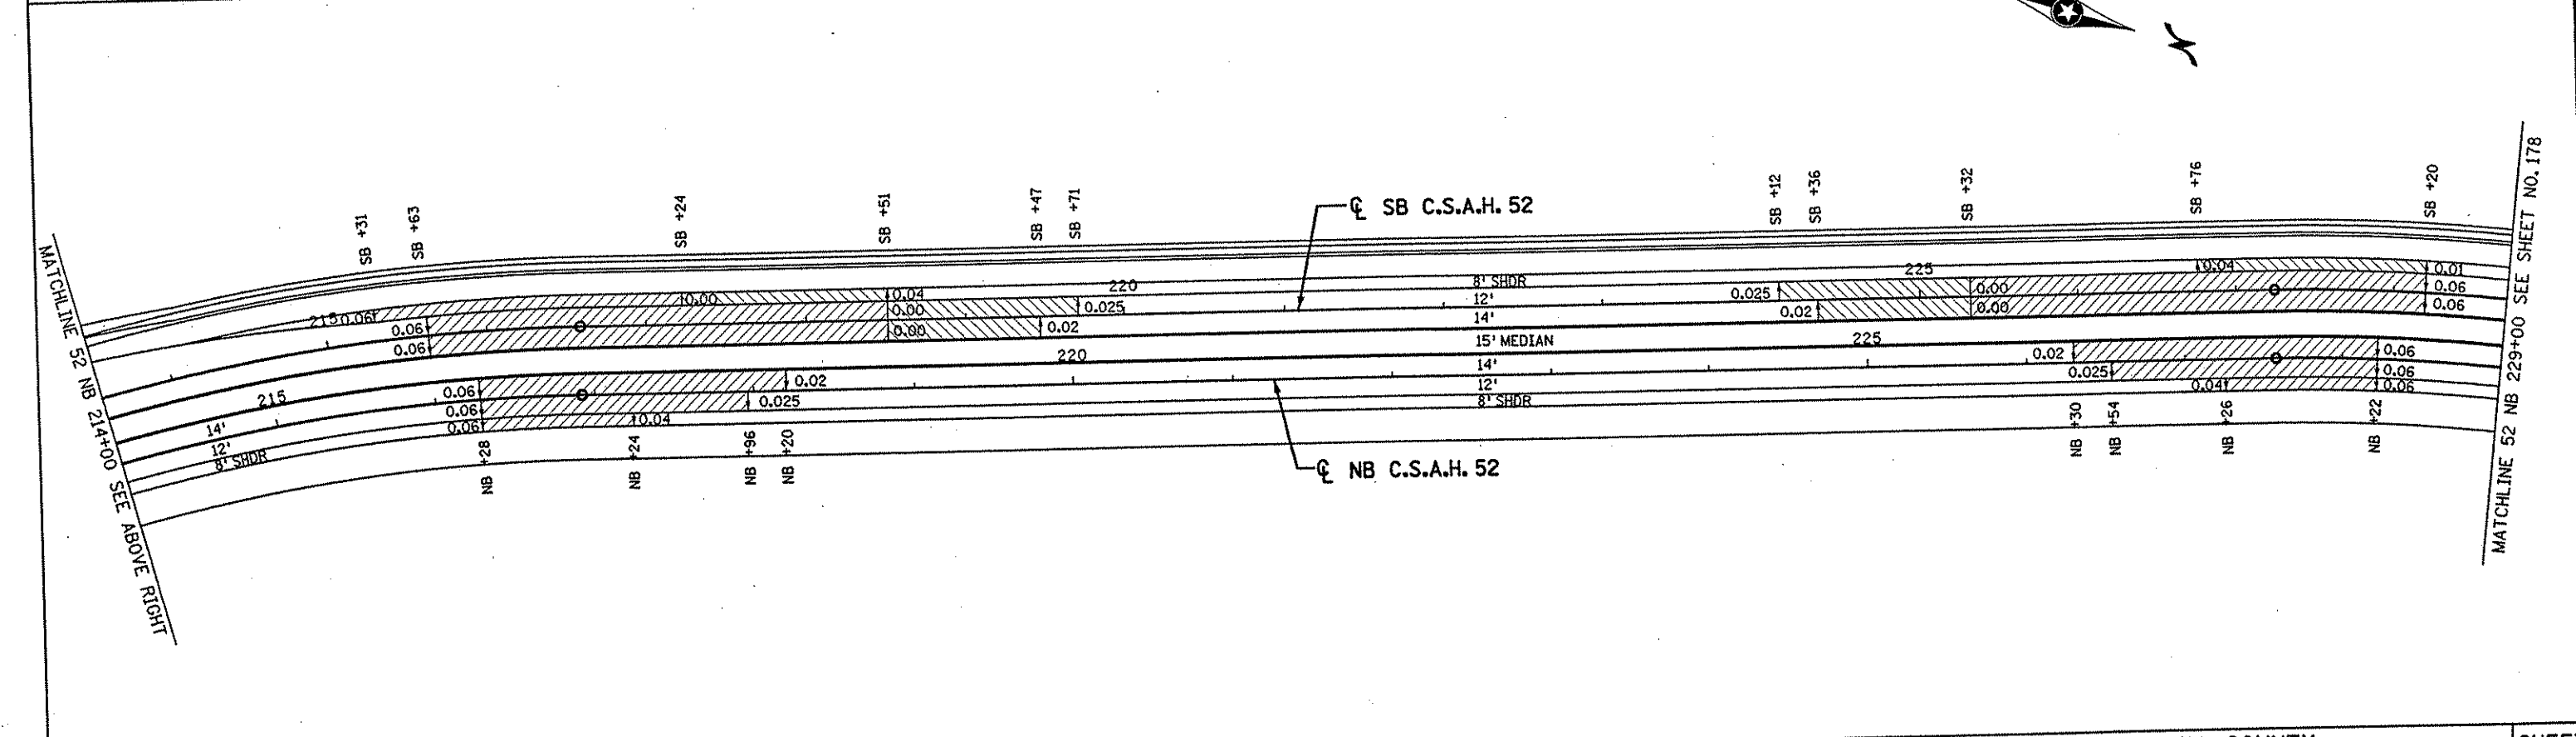 N
SB +31
SB +63
SB +24
SB +51
SB +47
SB +71
℄ SB C.S.A.H. 52
SB +12
SB +36
SB +32
SB +76
SB +20
MATCHLINE 52 NB 214+00 SEE ABOVE RIGHT
MATCHLINE 52 NB 229+00 SEE SHEET NO. 178
215 0.06
0.06
0.06
0.00
0.04
0.00
0.00
220
0.025
0.02
8' SHDR
12'
14'
15' MEDIAN
0.025
0.02
225
0.00
0.00
0.04
0.01
0.06
0.06
215
14'
12'
8' SHDR
0.06
0.06
0.06
0.02
0.025
0.04
220
14'
12'
8' SHDR
225
0.02
0.025
0.04
0.06
0.06
0.06
NB +28
NB +24
NB +96
NB +20
℄ NB C.S.A.H. 52
NB +30
NB +54
NB +26
NB +22